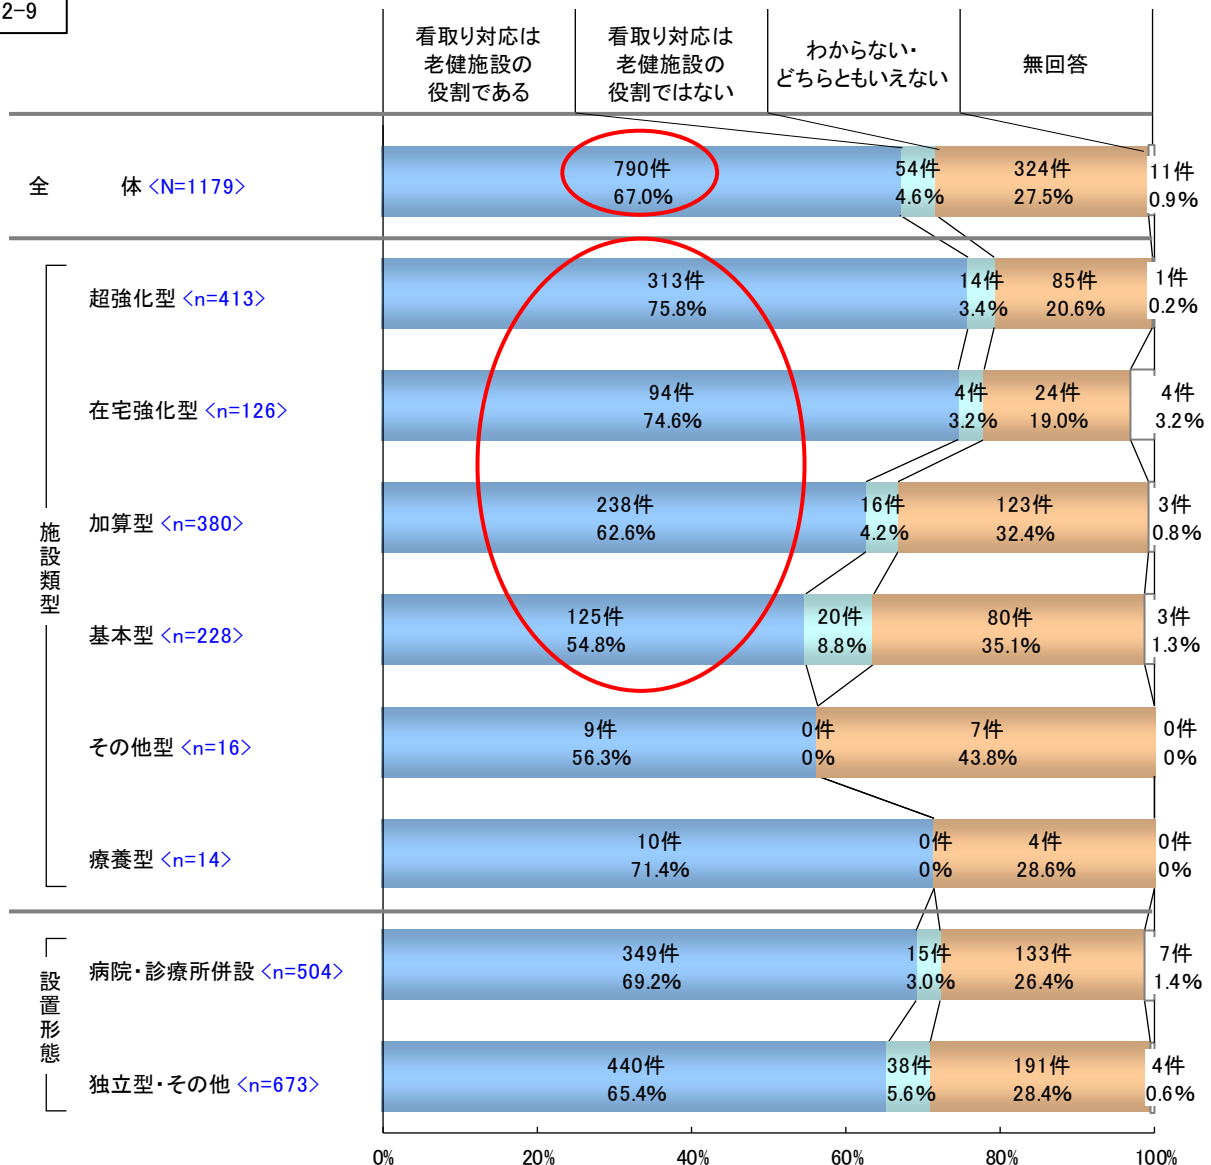 2-9
看取り対応は
老健施設の
役割である
看取り対応は
老健施設の
役割ではない
わからない・
どちらともいえない
無回答
全 体 <N=1179>
790件 54件 324件 11件
67.0% 4.6% 27.5% 0.9%
施設類型
超強化型 <n=413>
313件 14件 85件 1件
75.8% 3.4% 20.6% 0.2%
在宅強化型 <n=126>
94件 4件 24件 4件
74.6% 3.2% 19.0% 3.2%
加算型 <n=380>
238件 16件 123件 3件
62.6% 4.2% 32.4% 0.8%
基本型 <n=228>
125件 20件 80件 3件
54.8% 8.8% 35.1% 1.3%
その他型 <n=16>
9件 0件 7件 0件
56.3% 0% 43.8% 0%
療養型 <n=14>
10件 0件 4件 0件
71.4% 0% 28.6% 0%
設置形態
病院・診療所併設 <n=504>
349件 15件 133件 7件
69.2% 3.0% 26.4% 1.4%
独立型・その他 <n=673>
440件 38件 191件 4件
65.4% 5.6% 28.4% 0.6%
0% 20% 40% 60% 80% 100%